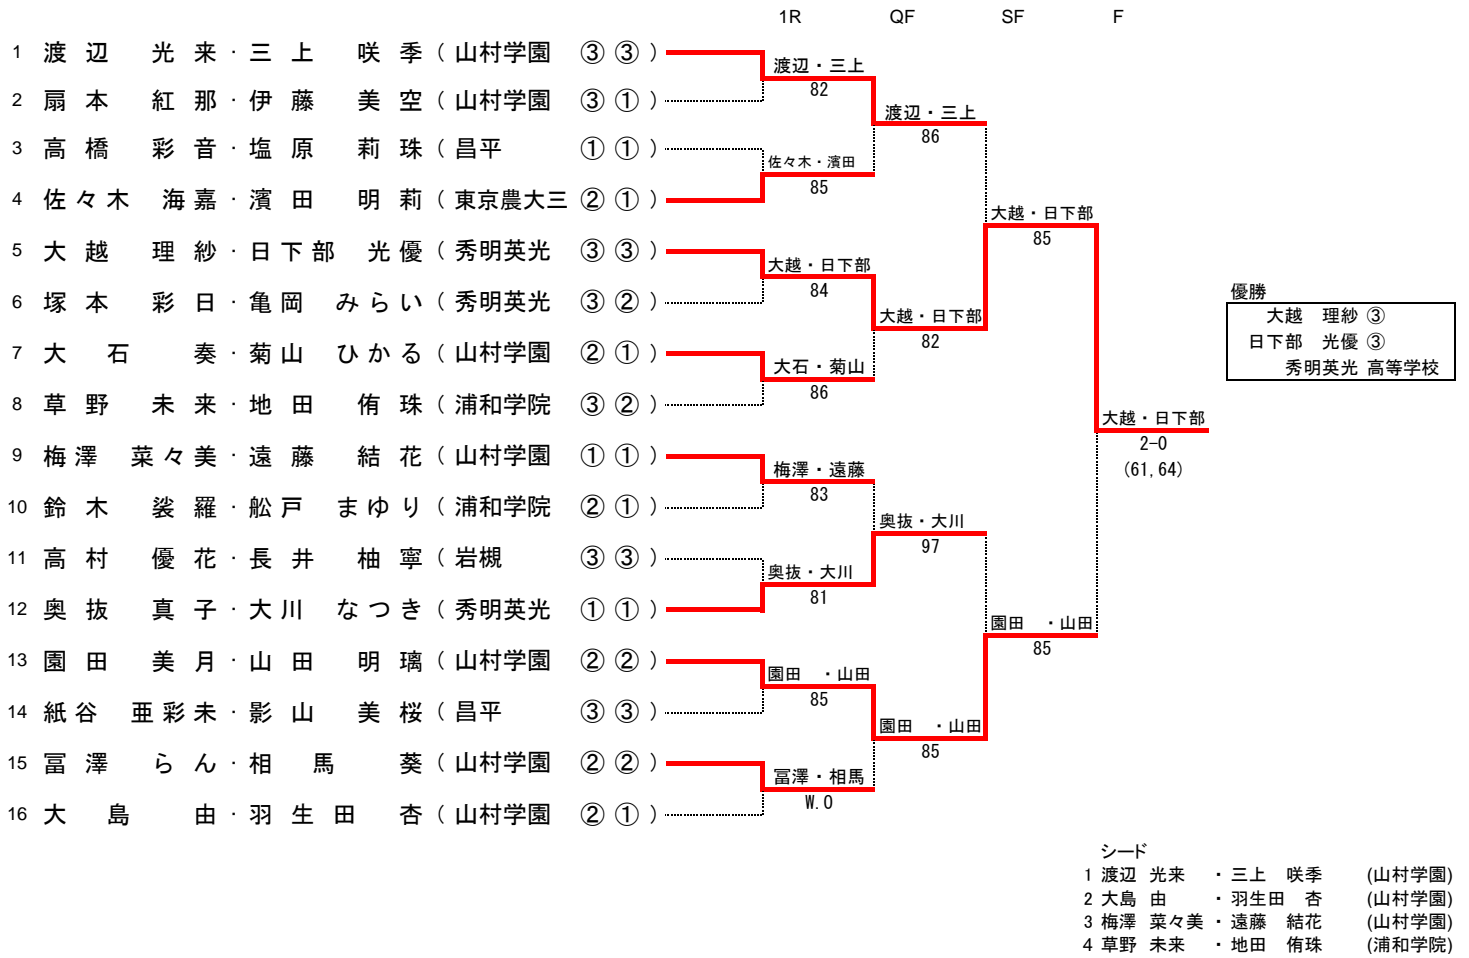 1R QF SF F
1 渡辺 光来・三上 咲季（山村学園 ③ ③）
渡辺・三上
82
2 扇本 紅那・伊藤 美空（山村学園 ③ ①）
渡辺・三上
86
3 高橋 彩音・塩原 莉珠（昌平 ① ①）
佐々木・濱田
85
4 佐々木 海嘉・濱田 明莉（東京農大三 ② ①）
大越・日下部
85
5 大越 理紗・日下部 光優（秀明英光 ③ ③）
大越・日下部
84
6 塚本 彩日・亀岡 みらい（秀明英光 ③ ②）
大越・日下部
82
7 大石 奏・菊山 ひかる（山村学園 ② ①）
大石・菊山
86
8 草野 未来・地田 侑珠（浦和学院 ③ ②）
優勝
大越 理紗 ③
日下部 光優 ③
秀明英光 高等学校
大越・日下部
2-0
(61,64)
9 梅澤 菜々美・遠藤 結花（山村学園 ① ①）
梅澤・遠藤
83
10 鈴木 袈羅・舩戸 まゆり（浦和学院 ② ①）
奥抜・大川
97
11 高村 優花・長井 柚寧（岩槻 ③ ③）
奥抜・大川
81
12 奥抜 真子・大川 なつき（秀明英光 ① ①）
園田 ・山田
85
13 園田 美月・山田 明璃（山村学園 ② ②）
園田 ・山田
85
14 紙谷 亜彩未・影山 美桜（昌平 ③ ③）
園田 ・山田
85
15 冨澤 らん・相馬 葵（山村学園 ② ②）
冨澤・相馬
W.O
16 大島 由・羽生田 杏（山村学園 ② ①）
シード
1 渡辺 光来 ・三上 咲季 (山村学園)
2 大島 由 ・羽生田 杏 (山村学園)
3 梅澤 菜々美・遠藤 結花 (山村学園)
4 草野 未来 ・地田 侑珠 (浦和学院)